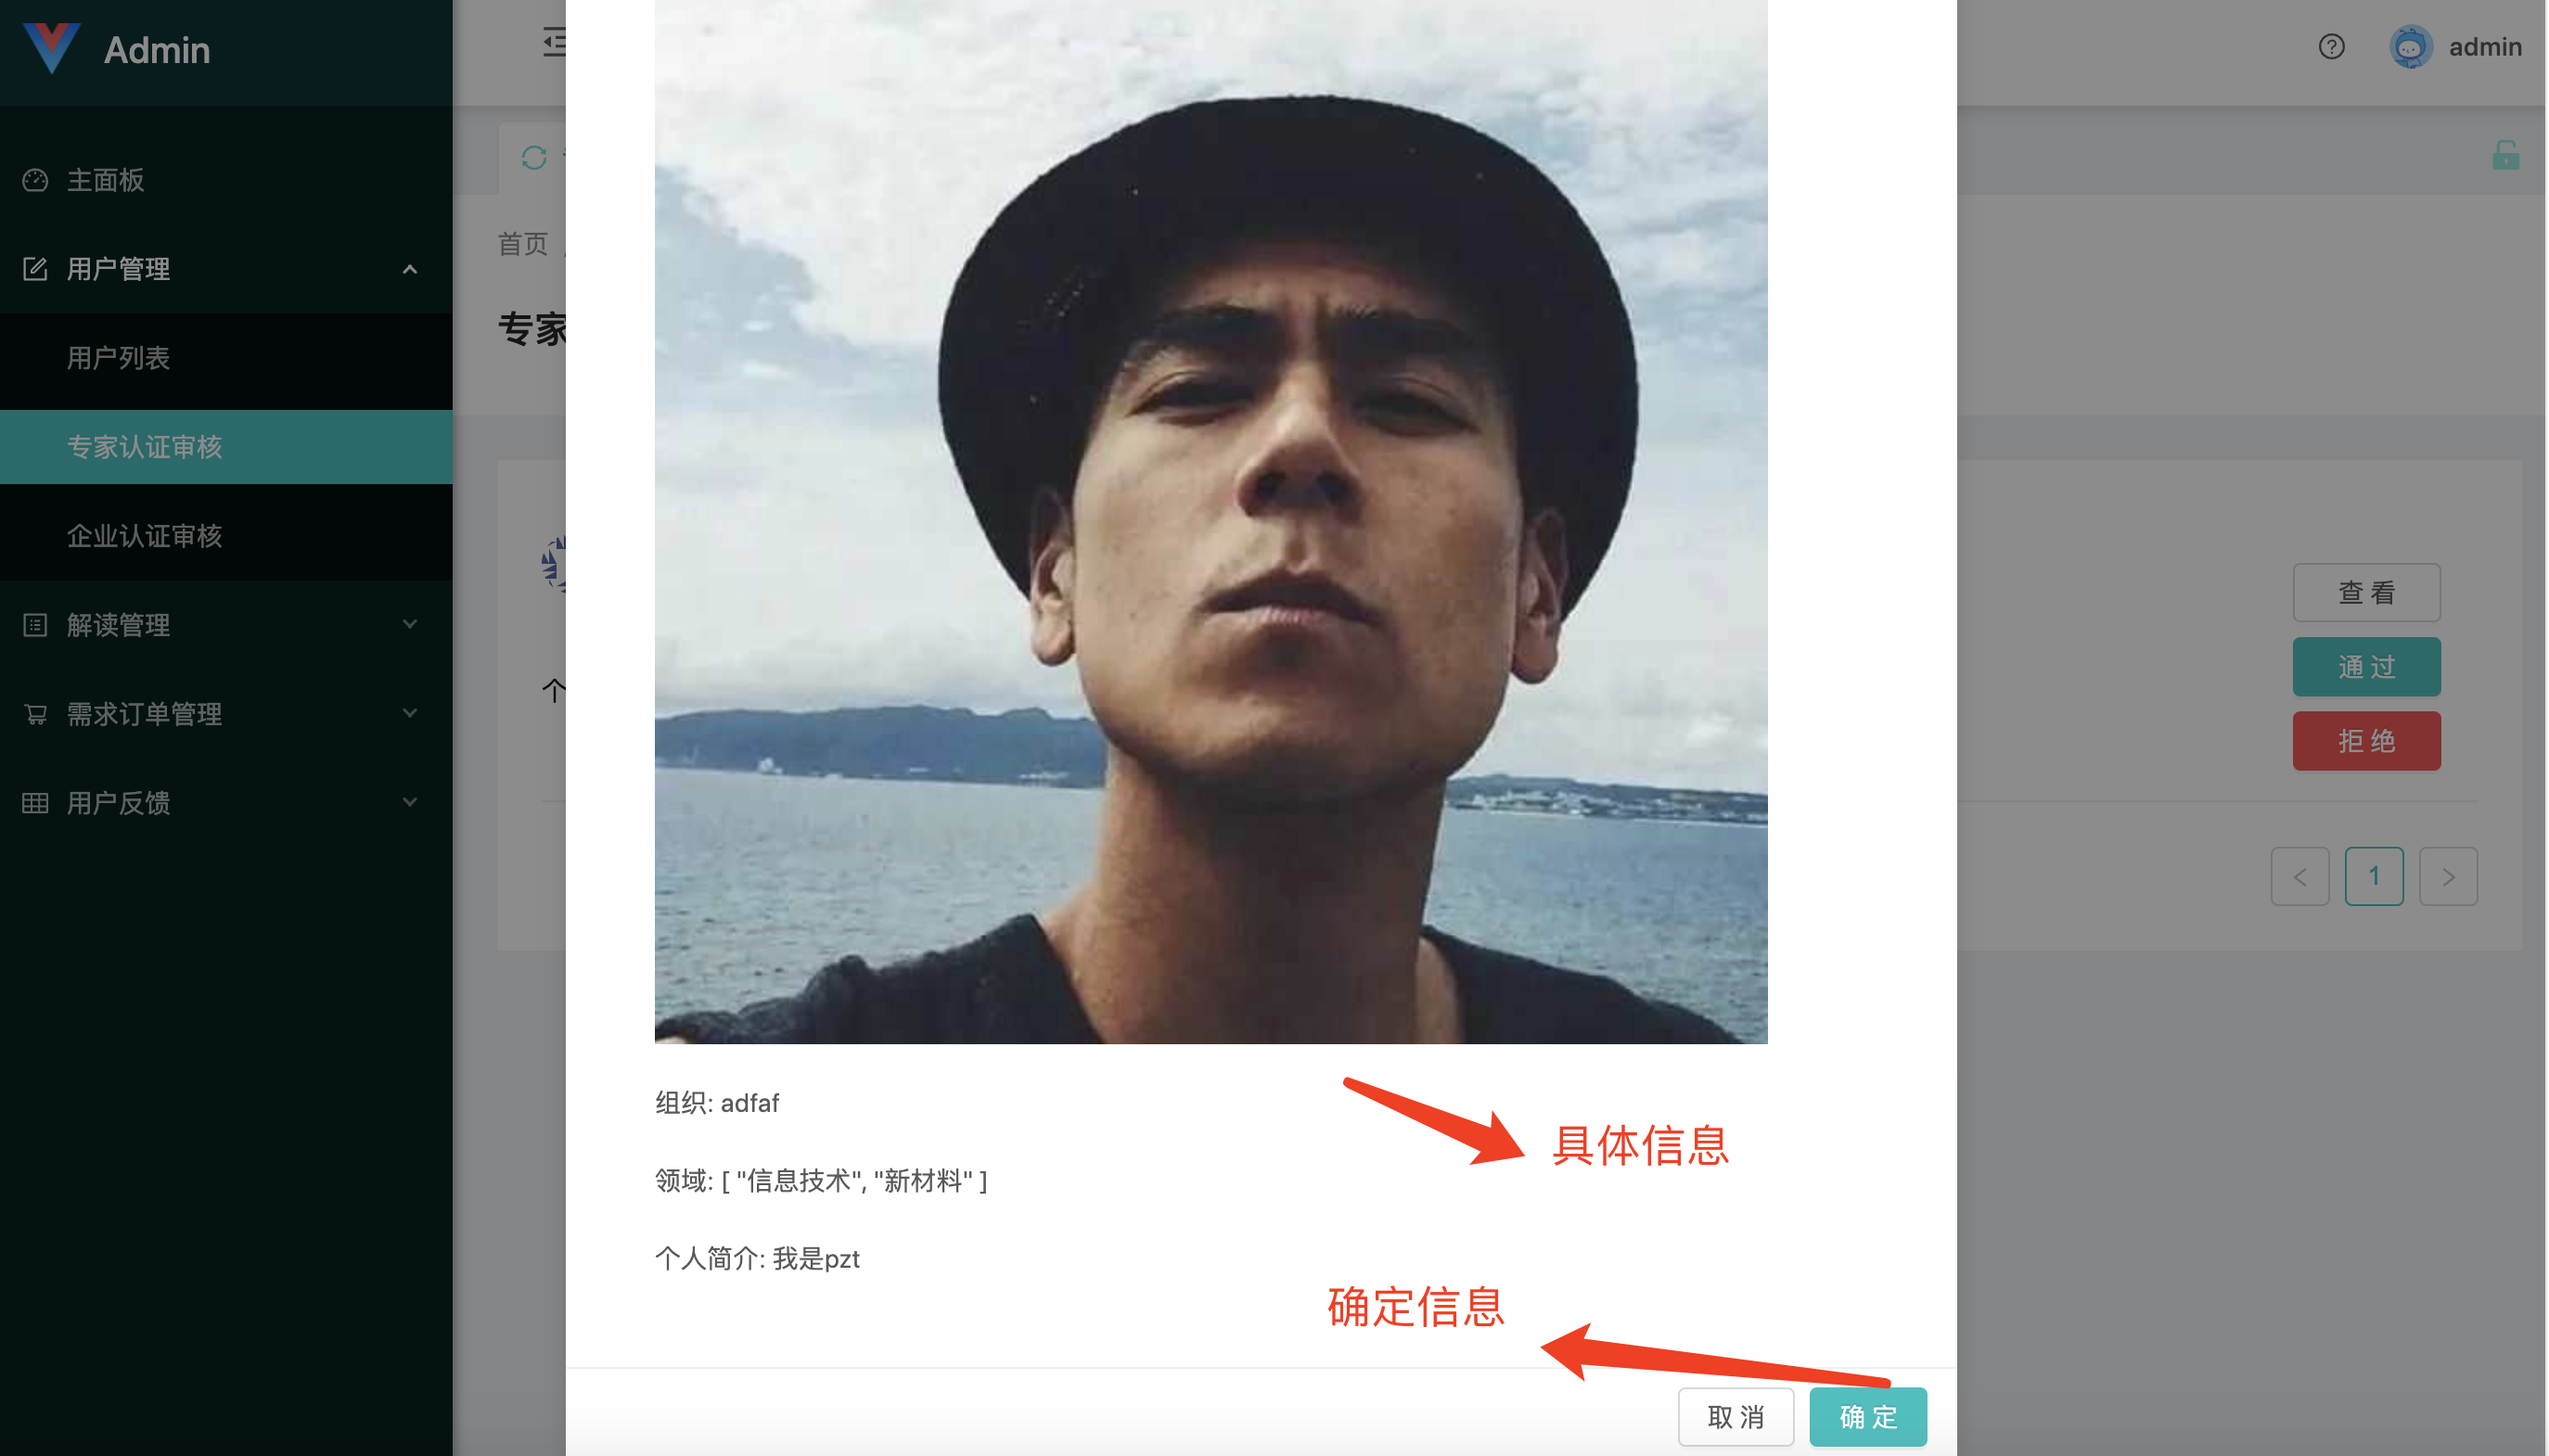 Admin
admin
主面板
用户管理
用户列表
专家认证审核
企业认证审核
解读管理
需求订单管理
用户反馈
首页 /
专家
个
查 看
通 过
拒 绝
< 1 >
组织: adfaf
具体信息
领域: [ "信息技术", "新材料" ]
个人简介: 我是pzt
确定信息
取 消
确 定